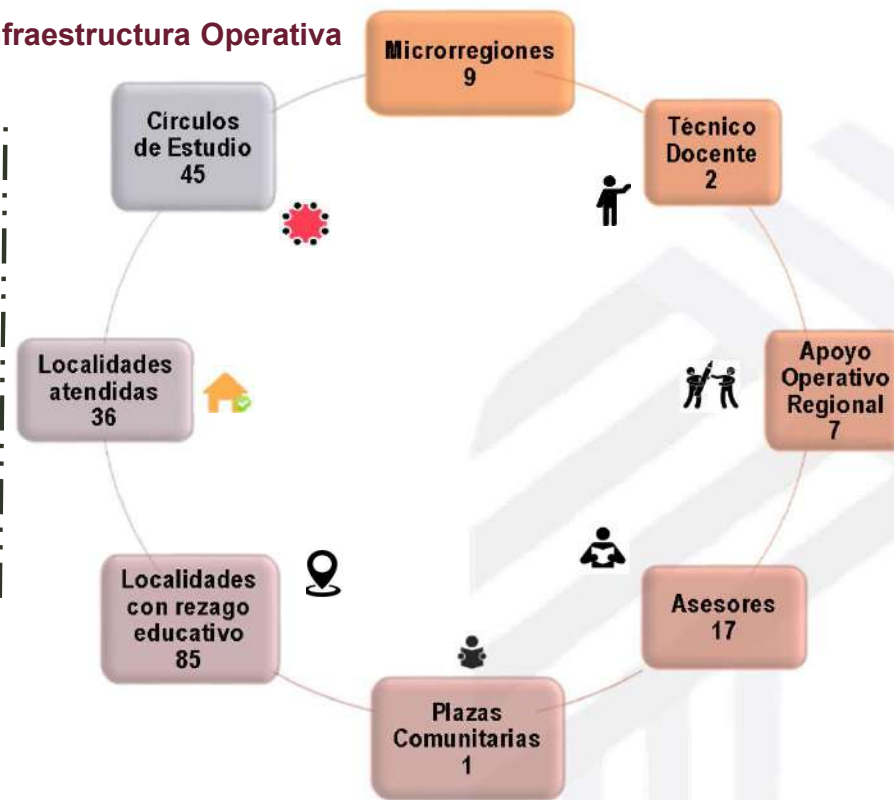 fraestructura Operativa
Microrregiones
9
Técnico
Docente
2
Apoyo
Operativo
Regional
7
Asesores
17
Plazas
Comunitarias
1
Localidades
con rezago
educativo
85
Localidades
atendidas
36
Círculos
de Estudio
45